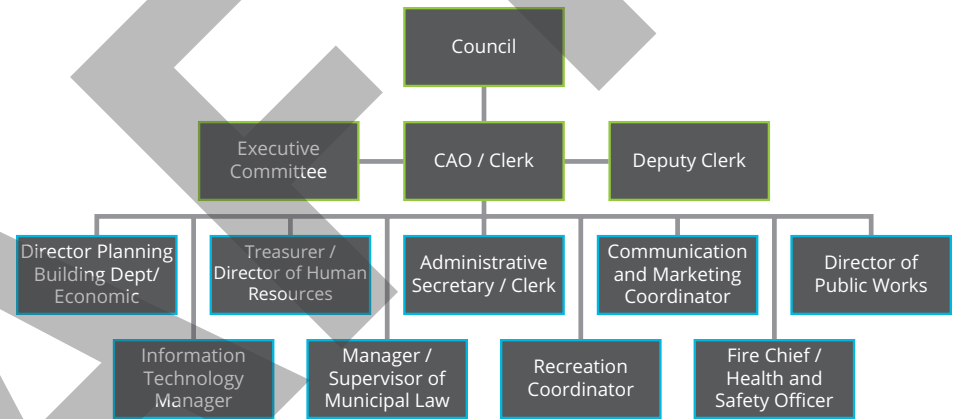 Council
Executive
Committee
CAO / Clerk
Deputy Clerk
Director Planning
Building Dept/
Economic
Treasurer /
Director of Human
Resources
Administrative
Secretary / Clerk
Communication
and Marketing
Coordinator
Director of
Public Works
Information
Technology
Manager
Manager /
Supervisor of
Municipal Law
Recreation
Coordinator
Fire Chief /
Health and
Safety Officer